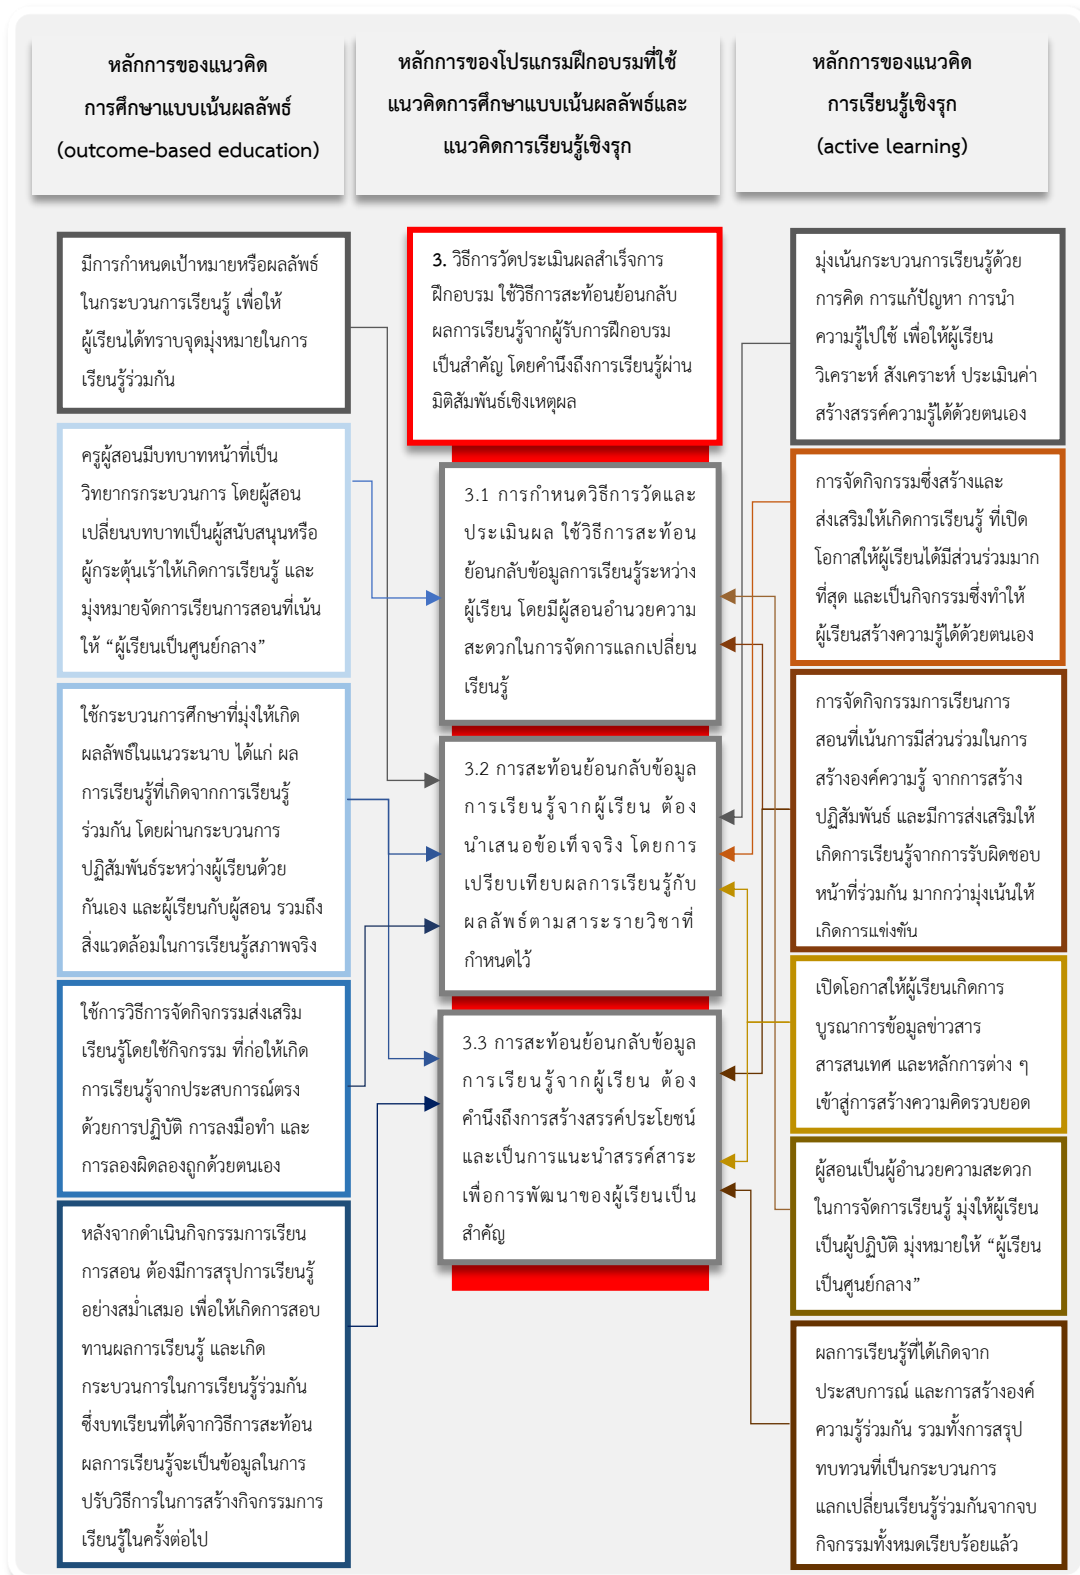 หลักการของแนวคิด
การศึกษาแบบเน้นผลลัพธ์
(outcome-based education)
หลักการของโปรแกรมฝึกอบรมที่ใช้
แนวคิดการศึกษาแบบเน้นผลลัพธ์และ
แนวคิดการเรียนรู้เชิงรุก
หลักการของแนวคิด
การเรียนรู้เชิงรุก
(active learning)
มีการกำหนดเป้าหมายหรือผลลัพธ์
ในกระบวนการเรียนรู้ เพื่อให้
ผู้เรียนได้ทราบจุดมุ่งหมายในการ
เรียนรู้ร่วมกัน
ครูผู้สอนมีบทบาทหน้าที่เป็น
วิทยากรกระบวนการ โดยผู้สอน
เปลี่ยนบทบาทเป็นผู้สนับสนุนหรือ
ผู้กระตุ้นเร้าให้เกิดการเรียนรู้ และ
มุ่งหมายจัดการเรียนการสอนที่เน้น
ให้ “ผู้เรียนเป็นศูนย์กลาง”
ใช้กระบวนการศึกษาที่มุ่งให้เกิด
ผลลัพธ์ในแนวระนาบ ได้แก่ ผล
การเรียนรู้ที่เกิดจากการเรียนรู้
ร่วมกัน โดยผ่านกระบวนการ
ปฏิสัมพันธ์ระหว่างผู้เรียนด้วย
กันเอง และผู้เรียนกับผู้สอน รวมถึง
สิ่งแวดล้อมในการเรียนรู้สภาพจริง
ใช้การวิธีการจัดกิจกรรมส่งเสริม
เรียนรู้โดยใช้กิจกรรม ที่ก่อให้เกิด
การเรียนรู้จากประสบการณ์ตรง
ด้วยการปฏิบัติ การลงมือทำ และ
การลองผิดลองถูกด้วยตนเอง
หลังจากดำเนินกิจกรรมการเรียน
การสอน ต้องมีการสรุปการเรียนรู้
อย่างสม่ำเสมอ เพื่อให้เกิดการสอบ
ทานผลการเรียนรู้ และเกิด
กระบวนการในการเรียนรู้ร่วมกัน
ซึ่งบทเรียนที่ได้จากวิธีการสะท้อน
ผลการเรียนรู้จะเป็นข้อมูลในการ
ปรับวิธีการในการสร้างกิจกรรมการ
เรียนรู้ในครั้งต่อไป
3. วิธีการวัดประเมินผลสำเร็จการ
ฝึกอบรม ใช้วิธีการสะท้อนย้อนกลับ
ผลการเรียนรู้จากผู้รับการฝึกอบรม
เป็นสำคัญ โดยคำนึงถึงการเรียนรู้ผ่าน
มิติสัมพันธ์เชิงเหตุผล
3.1 การกำหนดวิธีการวัดและ
ประเมินผล ใช้วิธีการสะท้อน
ย้อนกลับข้อมูลการเรียนรู้ระหว่าง
ผู้เรียน โดยมีผู้สอนอำนวยความ
สะดวกในการจัดการแลกเปลี่ยน
เรียนรู้
3.2 การสะท้อนย้อนกลับข้อมูล
การเรียนรู้จากผู้เรียน ต้อง
นำเสนอข้อเท็จจริง โดยการ
เปรียบเทียบผลการเรียนรู้กับ
ผลลัพธ์ตามสาระรายวิชาที่
กำหนดไว้
3.3 การสะท้อนย้อนกลับข้อมูล
การเรียนรู้จากผู้เรียน ต้อง
คำนึงถึงการสร้างสรรค์ประโยชน์
และเป็นการแนะนำสรรค์สาระ
เพื่อการพัฒนาของผู้เรียนเป็น
สำคัญ
มุ่งเน้นกระบวนการเรียนรู้ด้วย
การคิด การแก้ปัญหา การนำ
ความรู้ไปใช้ เพื่อให้ผู้เรียน
วิเคราะห์ สังเคราะห์ ประเมินค่า
สร้างสรรค์ความรู้ได้ด้วยตนเอง
การจัดกิจกรรมซึ่งสร้างและ
ส่งเสริมให้เกิดการเรียนรู้ ที่เปิด
โอกาสให้ผู้เรียนได้มีส่วนร่วมมาก
ที่สุด และเป็นกิจกรรมซึ่งทำให้
ผู้เรียนสร้างความรู้ได้ด้วยตนเอง
การจัดกิจกรรมการเรียนการ
สอนที่เน้นการมีส่วนร่วมในการ
สร้างองค์ความรู้ จากการสร้าง
ปฏิสัมพันธ์ และมีการส่งเสริมให้
เกิดการเรียนรู้จากการรับผิดชอบ
หน้าที่ร่วมกัน มากกว่ามุ่งเน้นให้
เกิดการแข่งขัน
เปิดโอกาสให้ผู้เรียนเกิดการ
บูรณาการข้อมูลข่าวสาร
สารสนเทศ และหลักการต่าง ๆ
เข้าสู่การสร้างความคิดรวบยอด
ผู้สอนเป็นผู้อำนวยความสะดวก
ในการจัดการเรียนรู้ มุ่งให้ผู้เรียน
เป็นผู้ปฏิบัติ มุ่งหมายให้ “ผู้เรียน
เป็นศูนย์กลาง”
ผลการเรียนรู้ที่ได้เกิดจาก
ประสบการณ์ และการสร้างองค์
ความรู้ร่วมกัน รวมทั้งการสรุป
ทบทวนที่เป็นกระบวนการ
แลกเปลี่ยนเรียนรู้ร่วมกันจากจบ
กิจกรรมทั้งหมดเรียบร้อยแล้ว